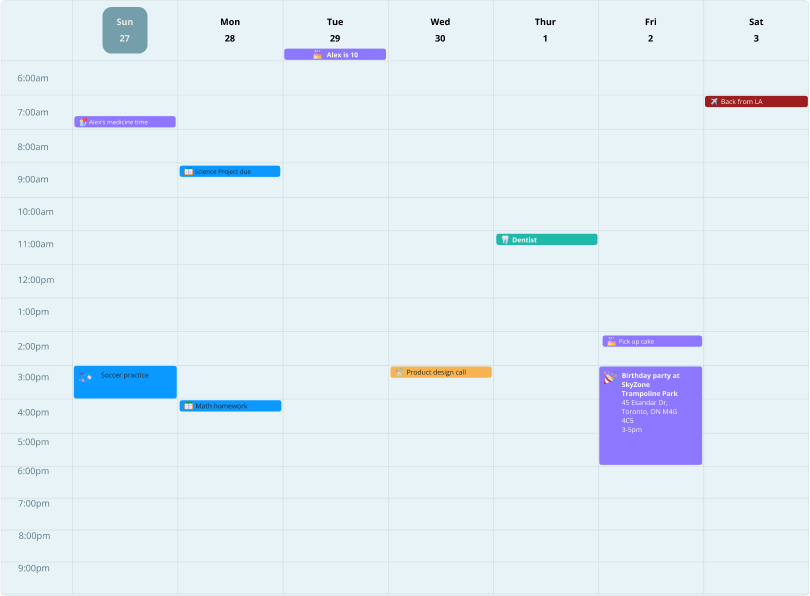 Sun
27
Mon
28
Tue
29
Wed
30
Thur
1
Fri
2
Sat
3
Alex is 10
6:00am
Back from LA
7:00am
Alex's medicine time
8:00am
Science Project due
9:00am
10:00am
Dentist
11:00am
12:00pm
1:00pm
Pick up cake
2:00pm
Soccer practice
Product design call
Birthday party at
SkyZone
Trampoline Park
45 Esandar Dr,
Toronto, ON M4G
4C5
3-5pm
3:00pm
Math homework
4:00pm
5:00pm
6:00pm
7:00pm
8:00pm
9:00pm